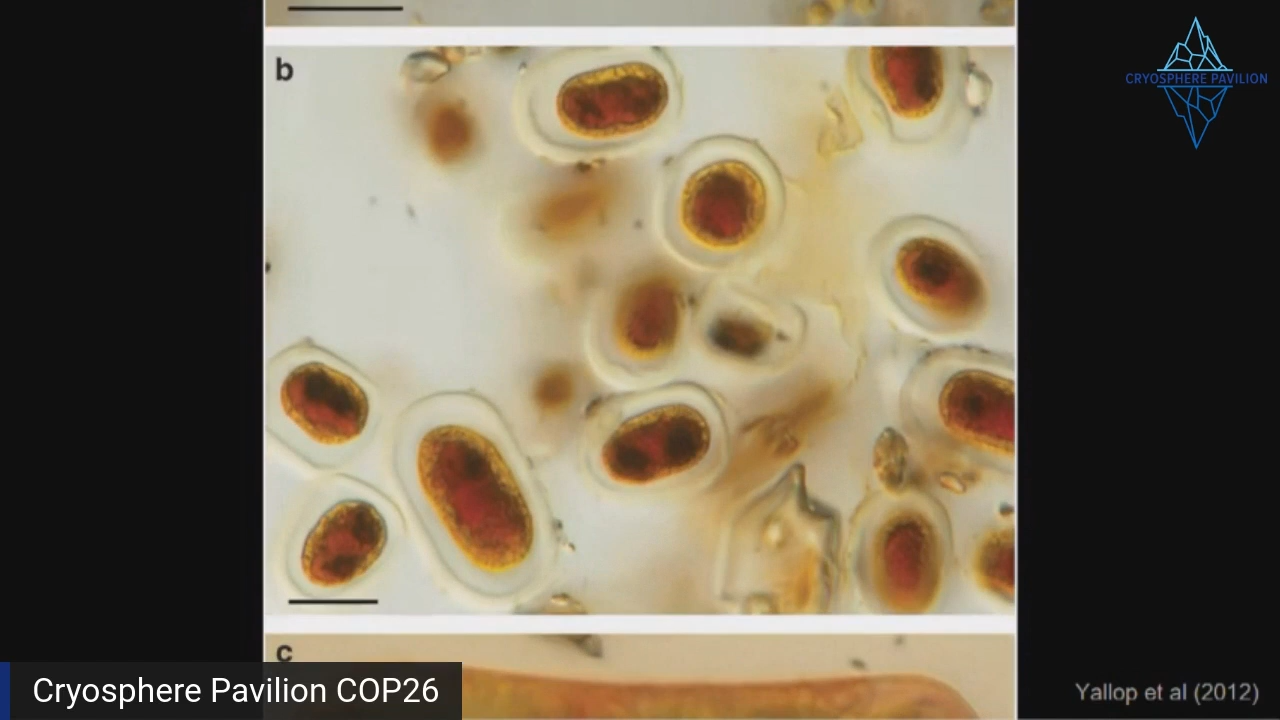 b
CRYOSPHERE PAVILION
c
Cryosphere Pavilion COP26
Yallop et al (2012)